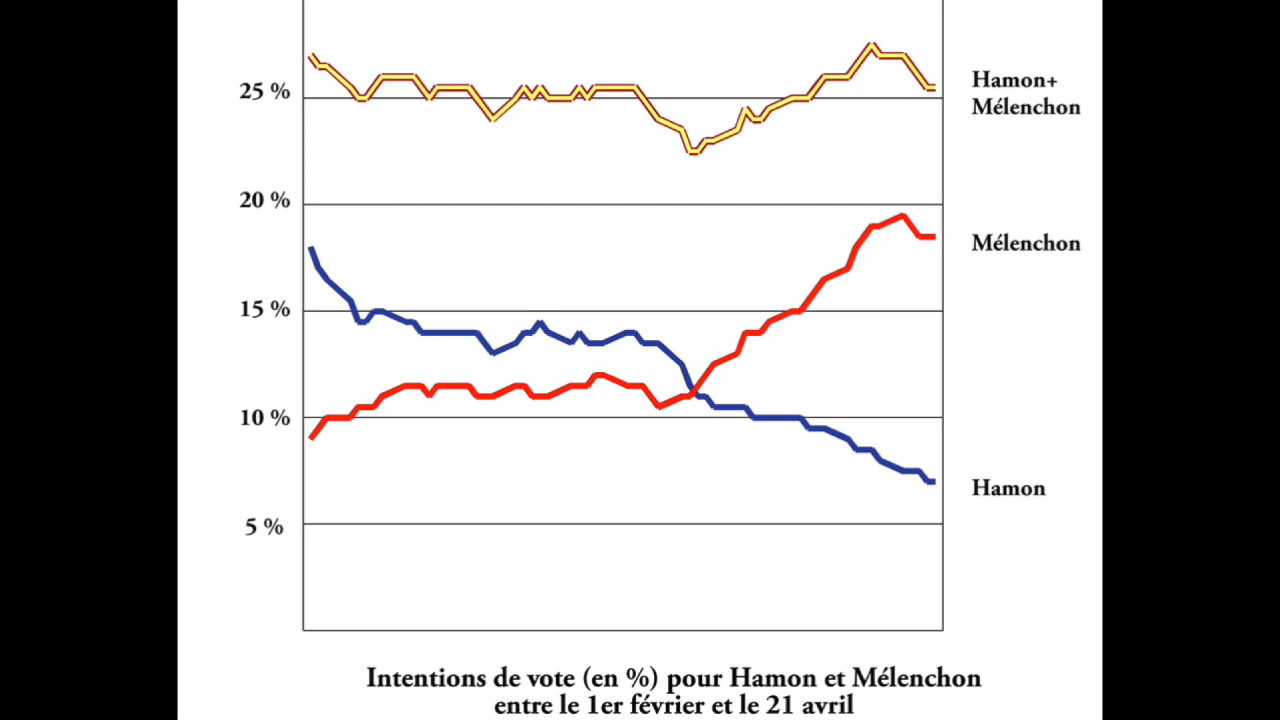 25 %
Hamon+
Mélenchon
20 %
Mélenchon
15 %
10 %
Hamon
5 %
Intentions de vote (en %) pour Hamon et Mélenchon
entre le 1er février et le 21 avril